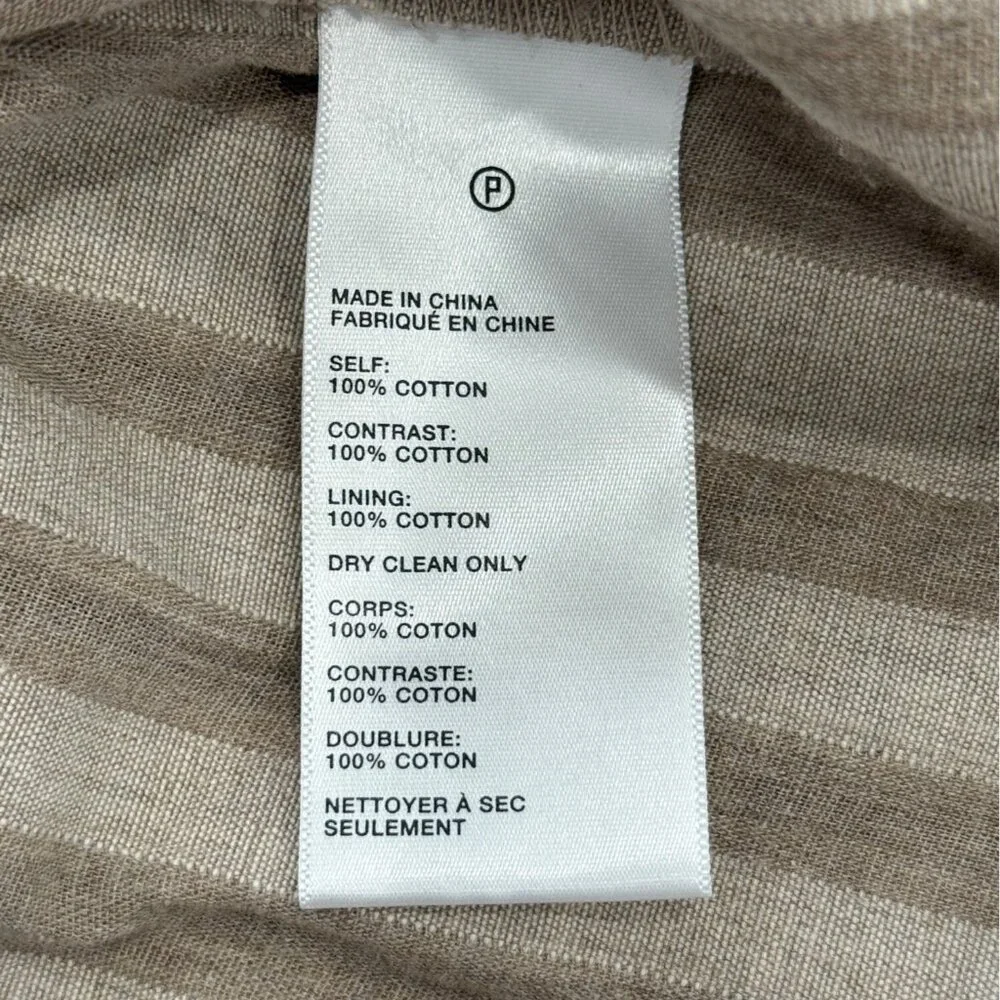 P
MADE IN CHINA
FABRIQUÉ EN CHINE
SELF:
100% COTTON
CONTRAST:
100% COTTON
LINING:
100% COTTON
DRY CLEAN ONLY
CORPS:
100% COTON
CONTRASTE:
100% COTON
DOUBLURE:
100% COTON
NETTOYER À SEC
SEULEMENT